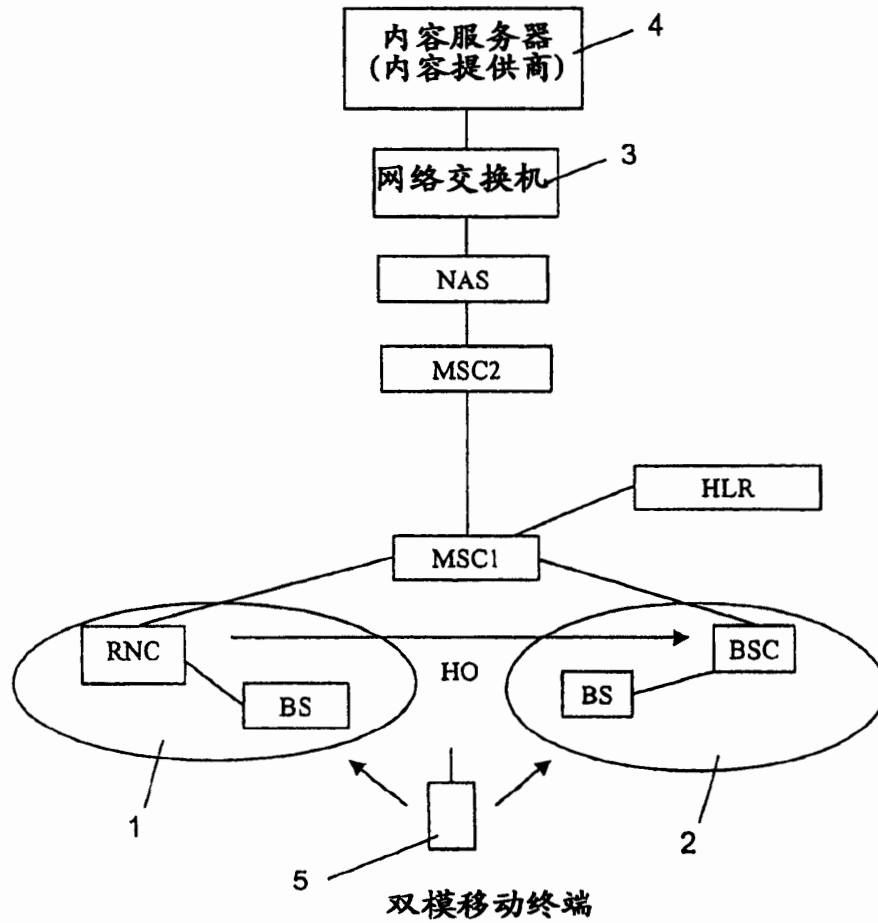 内容服务器
(内容提供商)
4
网络交换机
3
NAS
MSC2
HLR
MSC1
RNC
BS
HO
BSC
BS
1
2
5
双模移动终端